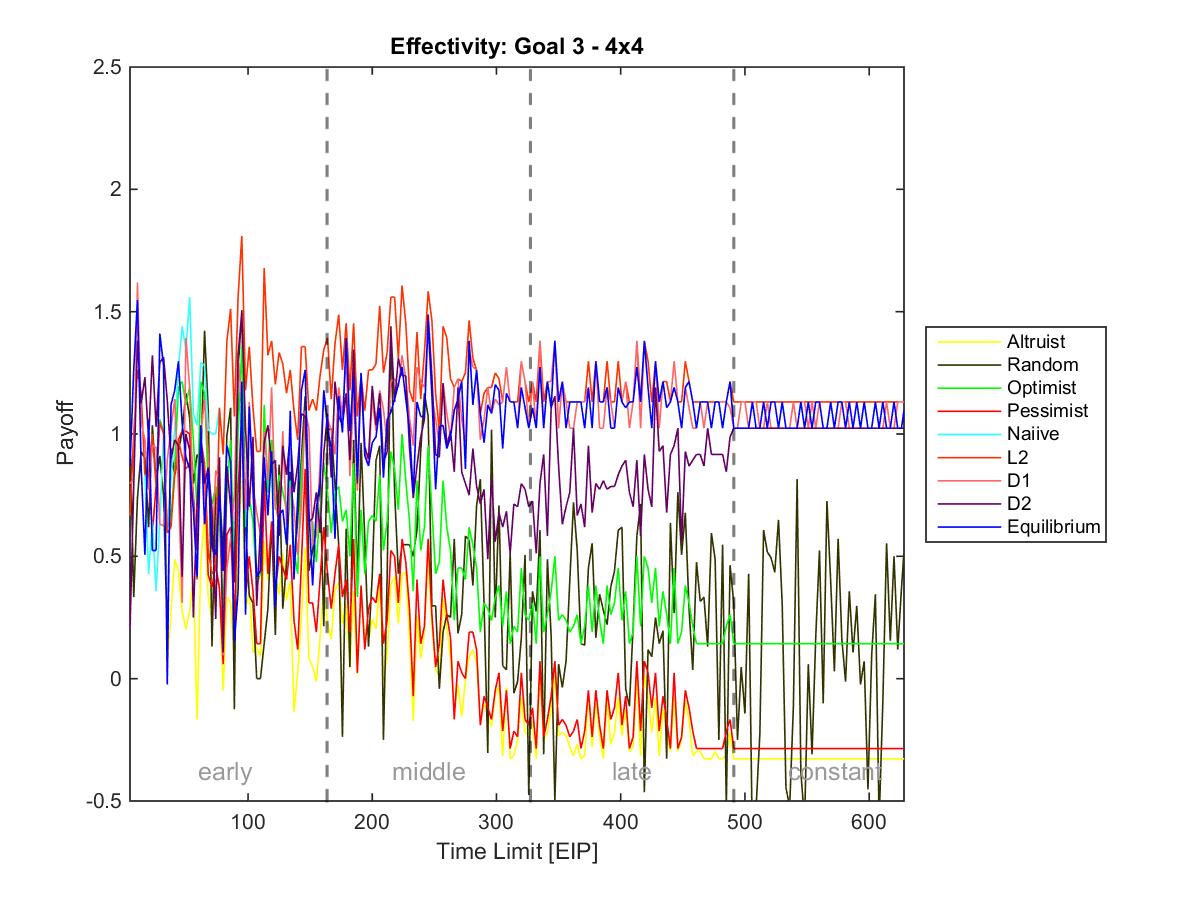 Effectivity: Goal 3 - 4x4
Payoff
2.5
2
1.5
1
0.5
0
-0.5
early
middle
late
constant
100
200
300
400
500
600
Time Limit [EIP]
Altruist
Random
Optimist
Pessimist
Naiive
L2
D1
D2
Equilibrium